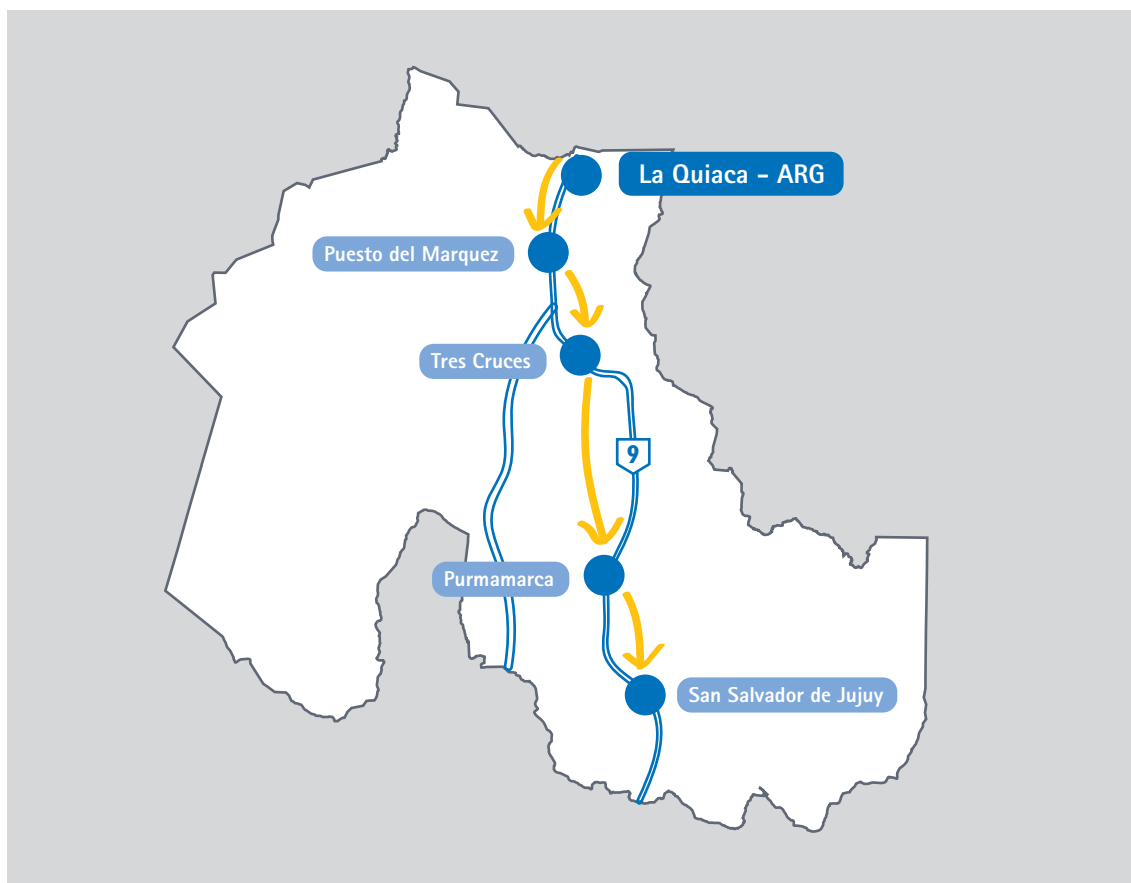 La Quiaca - ARG
Puesto del Marquez
Tres Cruces
9
Purmamarca
San Salvador de Jujuy